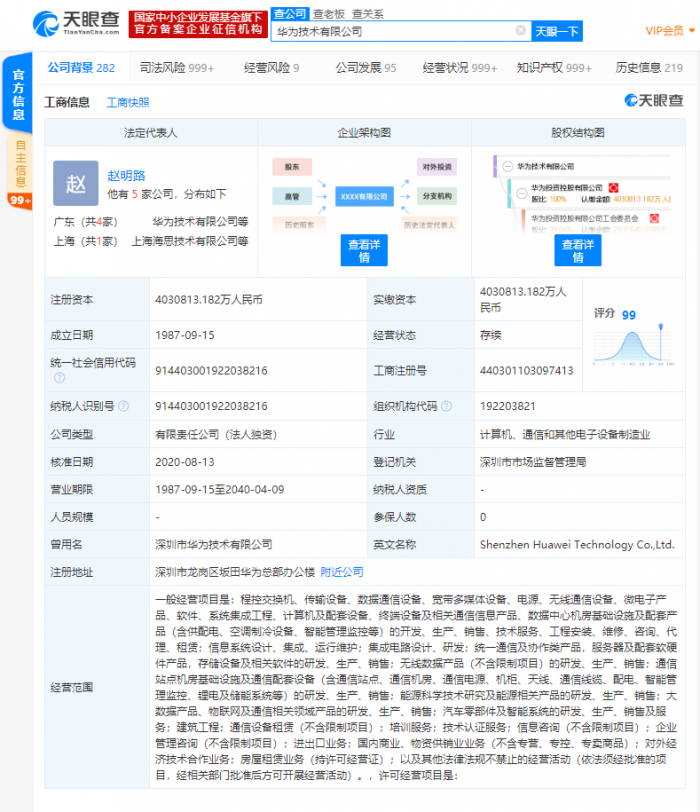 天眼查
TianYanCha.com
国家中小企业发展基金旗下
官方备案企业征信机构
查公司 查老板 查关系
华为技术有限公司
天眼一下
VIP会员
官方信息
自主信息
99+
公司背景 282 司法风险 999+ 经营风险 9 公司发展 95 经营状况 999+ 知识产权 999+ 历史信息 219
工商信息 工商快照
天眼查
法定代表人 企业架构图 股权结构图
赵
赵明路
他有 5 家公司，分布如下
广东（共4家） 华为技术有限公司等
上海（共1家） 上海海思技术有限公司等
股东 对外投资
高管 XXXX有限公司 分支机构
历史股东 历史法定代表人
查看详情
华为技术有限公司
华为投资控股有限公司
股比: 100% 认缴金额: 4030813.182万人
华为投资控股有限公司工会委员会
查看详情
注册资本 4030813.182万人民币 实缴资本 4030813.182万人民币
评分 99
成立日期 1987-09-15 经营状态 存续
统一社会信用代码 914403001922038216 工商注册号 440301103097413
纳税人识别号 914403001922038216 组织机构代码 192203821
公司类型 有限责任公司（法人独资） 行业 计算机、通信和其他电子设备制造业
核准日期 2020-08-13 登记机关 深圳市市场监督管理局
营业期限 1987-09-15至2040-04-09 纳税人资质 -
人员规模 - 参保人数 0
曾用名 深圳市华为技术有限公司 英文名称 Shenzhen Huawei Technology Co.,Ltd.
注册地址 深圳市龙岗区坂田华为总部办公楼 附近公司
经营范围
一般经营项目是：程控交换机、传输设备、数据通信设备、宽带多媒体设备、电源、无线通信设备、微电子产
品、软件、系统集成工程、计算机及配套设备、终端设备及相关通信信息产品、数据中心机房基础设施及配套产
品（含供配电、空调制冷设备、智能管理监控等）的开发、生产、销售、技术服务、工程安装、维修、咨询、代
理、租赁；信息系统设计、集成、运行维护；集成电路设计、研发；统一通信及协作类产品，服务器及配套软硬
件产品，存储设备及相关软件的研发、生产、销售；无线数据产品（不含限制项目）的研发、生产、销售；通信
站点机房基础设施及通信配套设备（含通信站点、通信机房、通信电源、机柜、天线、通信线缆、配电、智能管
理监控、锂电及储能系统等）的研发、生产、销售；能源科学技术研究及能源相关产品的研发、生产、销售；大
数据产品、物联网及通信相关领域产品的研发、生产、销售；汽车零部件及智能系统的研发、生产、销售及服
务；建筑工程；通信设备租赁（不含限制项目）；培训服务；技术认证服务；信息咨询（不含限制项目）；企业
管理咨询（不含限制项目）；进出口业务；国内商业、物资供销业业务（不含专营、专控、专卖商品）；对外经
济技术合作业务；房屋租赁业务（持许可经营证）；以及其他法律法规不禁止的经营活动（依法须经批准的项
目，经相关部门批准后方可开展经营活动）。，许可经营项目是：